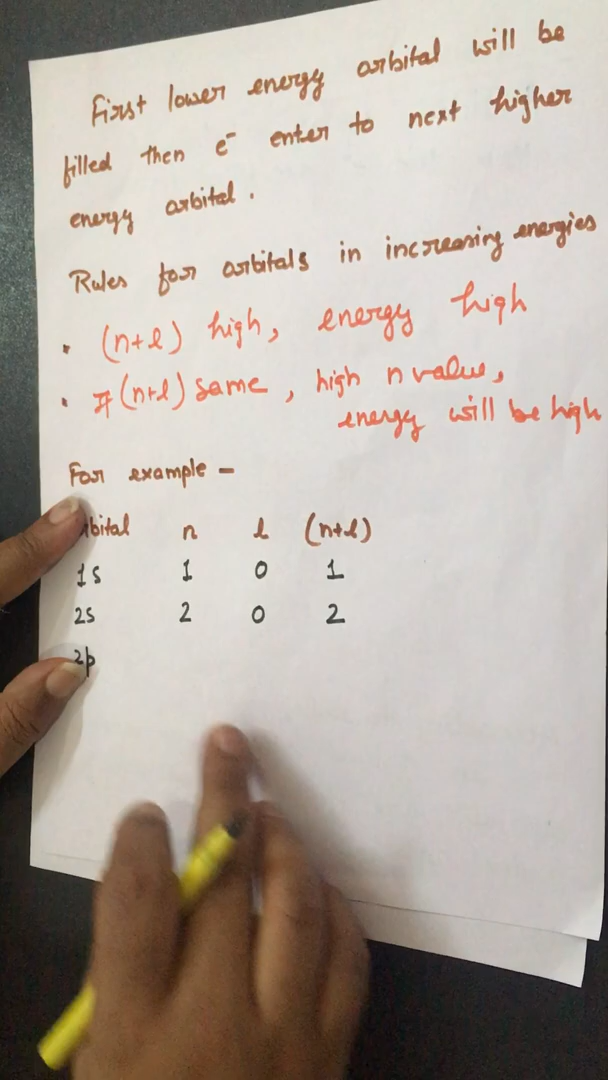 First lower energy orbital will be
filled then e⁻ enter to next higher
energy orbital.
Rules for orbitals in increasing energies
• (n+l) high, energy high
• If (n+l) same, high n value,
energy will be high
For example -
bital n l (n+l)
1s 1 0 1
2s 2 0 2
2p